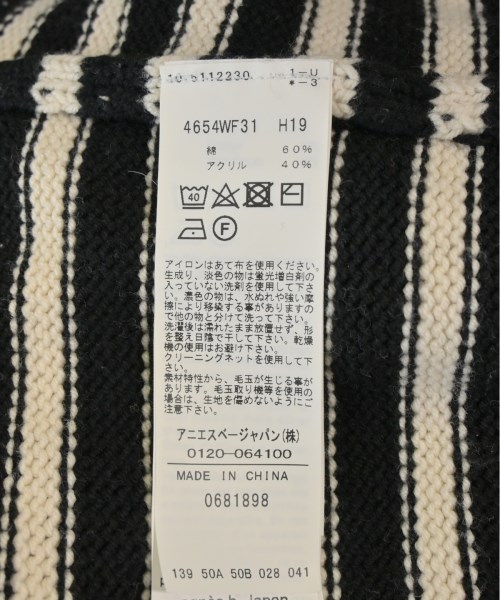 1-U
*-3
4654WF31 H19
綿 60%
アクリル 40%
40
F
アイロンはあて布を使用ください。
生成り、淡色の物は蛍光増白剤の
入っていない洗剤を使用して下さ
い。濃色の物は、水ぬれや強い摩
擦により移染する事がありますの
で他の物と分けて洗って下さい。
洗濯後は濡れたまま放置せず、形
を整え日陰で干して下さい。乾燥
機の使用はお避け下さい。
クリーニングネットを使用して下
さい。
素材特性から、毛玉が生じる事が
あります。毛玉取り機等を使用の
場合は、生地を傷めないようにご
注意下さい。
アニエスベージャパン(株)
0120-064100
MADE IN CHINA
0681898
139 50A 50B 028 041